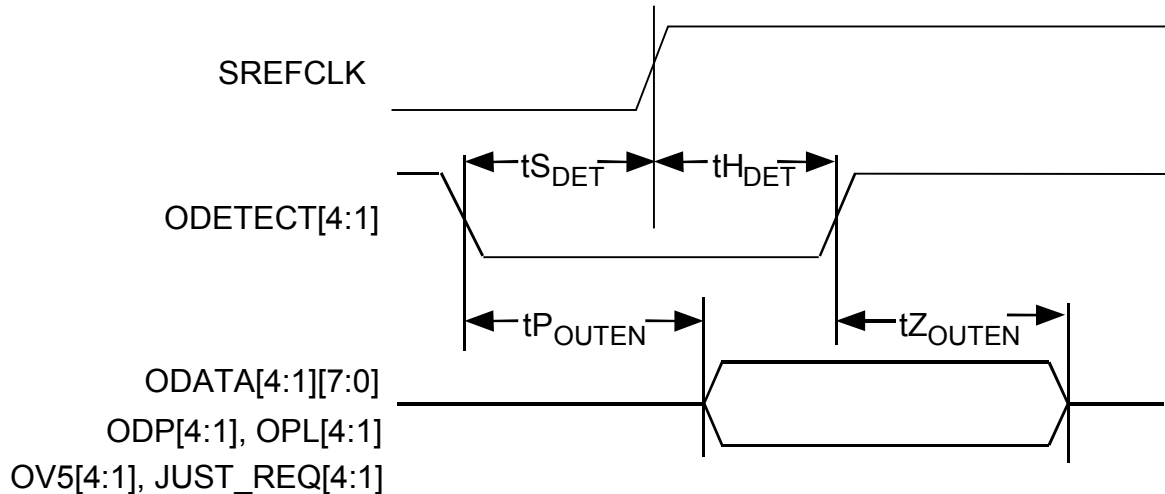 SREFCLK
tSDET
tHDET
ODETECT[4:1]
tPOUTEN
tZOUTEN
ODATA[4:1][7:0]
ODP[4:1], OPL[4:1]
OV5[4:1], JUST_REQ[4:1]